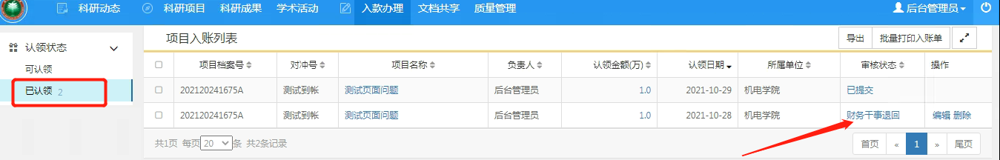 科研动态 科研项目 科研成果 学术活动 入款办理 文档共享 质量管理 后台管理员
认领状态
可认领
已认领 2
项目入账列表 导出 批量打印入账单
项目档案号 对冲号 项目名称 负责人 认领金额(万) 认领日期 所属单位 审核状态 操作
202120241675A 测试到帐 测试页面问题 后台管理员 1.0 2021-10-29 机电学院 已提交
202120241675A 测试到帐 测试页面问题 后台管理员 1.0 2021-10-28 机电学院 财务干事退回 编辑 删除
共1页 每页20条 共2条记录 首页 « 1 » 尾页